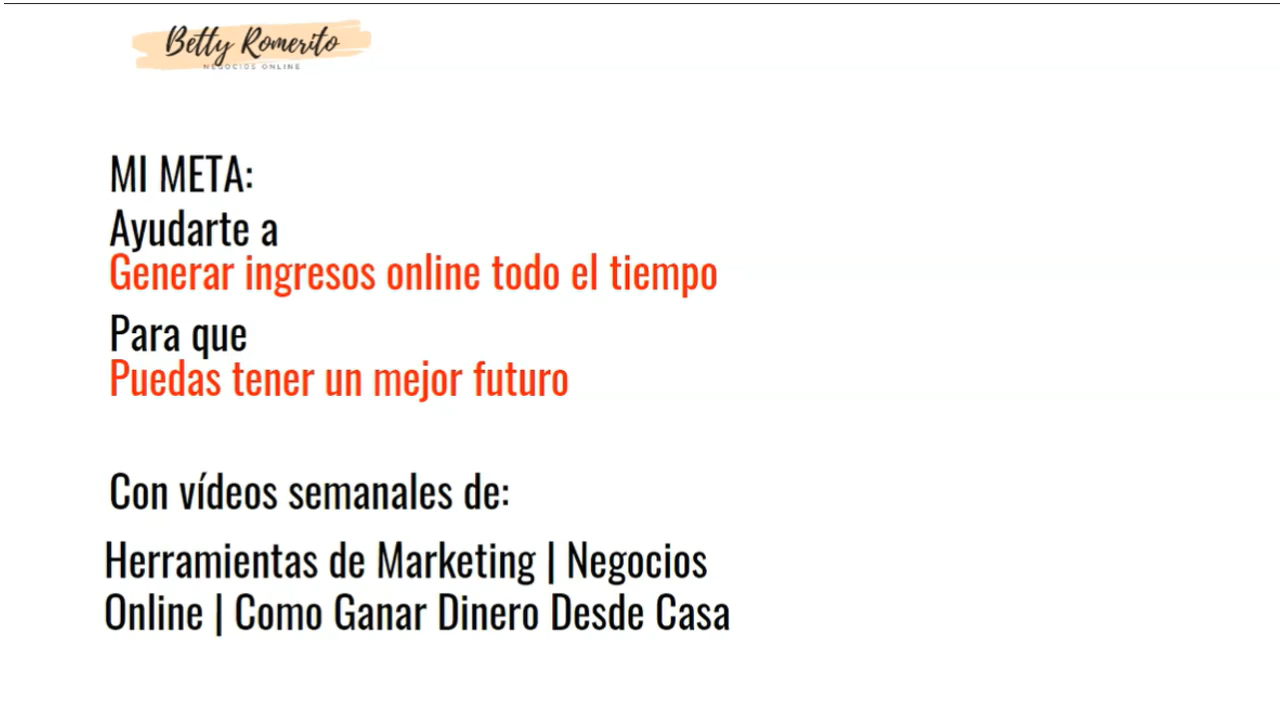 Betty Romerito
NEGOCIOS ONLINE
MI META:
Ayudarte a
Generar ingresos online todo el tiempo
Para que
Puedas tener un mejor futuro
Con vídeos semanales de:
Herramientas de Marketing | Negocios
Online | Como Ganar Dinero Desde Casa